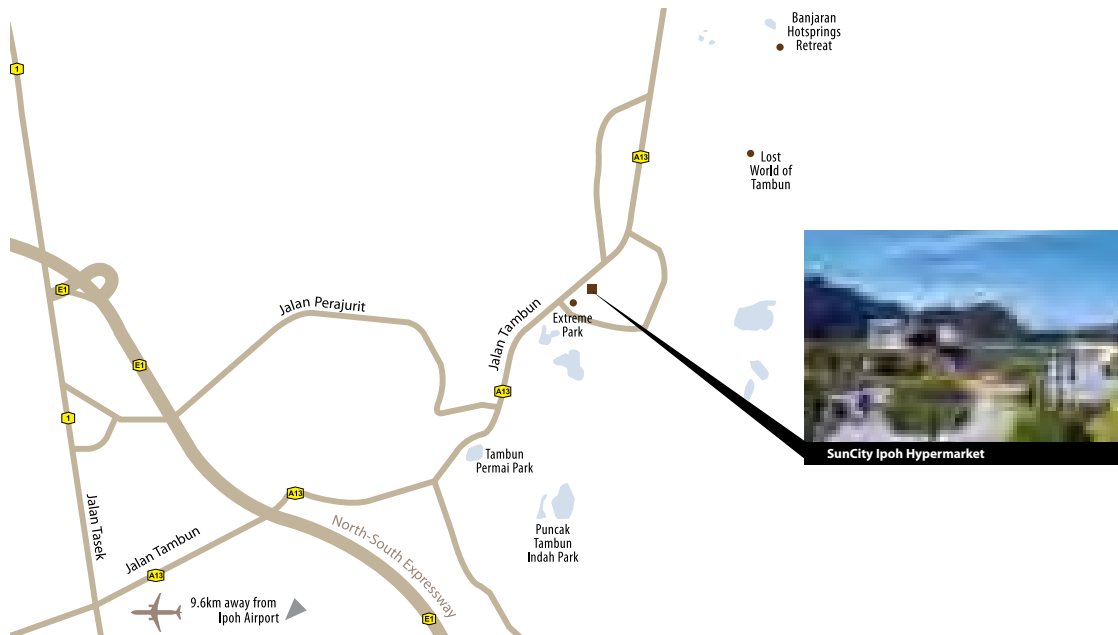 Banjaran
Hotsprings
Retreat
1
A13
Lost
World of
Tambun
E1
Jalan Perajurit
Jalan Tambun
Extreme
Park
E1
A13
1
SunCity Ipoh Hypermarket
Tambun
Permai Park
A13
Jalan Tasek
North-South Expressway
Puncak
Tambun
Indah Park
Jalan Tambun
A13
9.6km away from
Ipoh Airport
E1